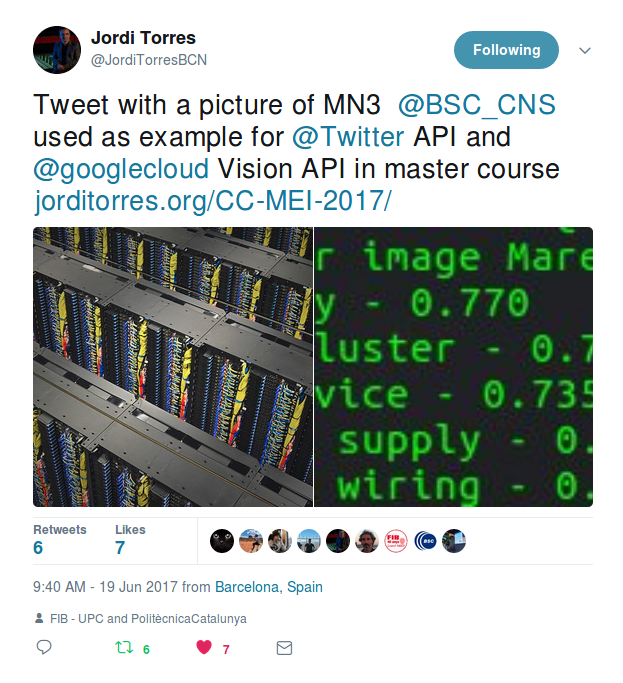 Jordi Torres
@JordiTorresBCN
Following
Tweet with a picture of MN3 @BSC_CNS
used as example for @Twitter API and
@googlecloud Vision API in master course
jorditorres.org/CC-MEI-2017/
r image Mare
y - 0.770
luster - 0.7
vice - 0.735
supply - 0.
wiring - 0.
Retweets
6
Likes
7
FIB
BSC
9:40 AM - 19 Jun 2017 from Barcelona, Spain
FIB - UPC and PolitècnicaCatalunya
6
7